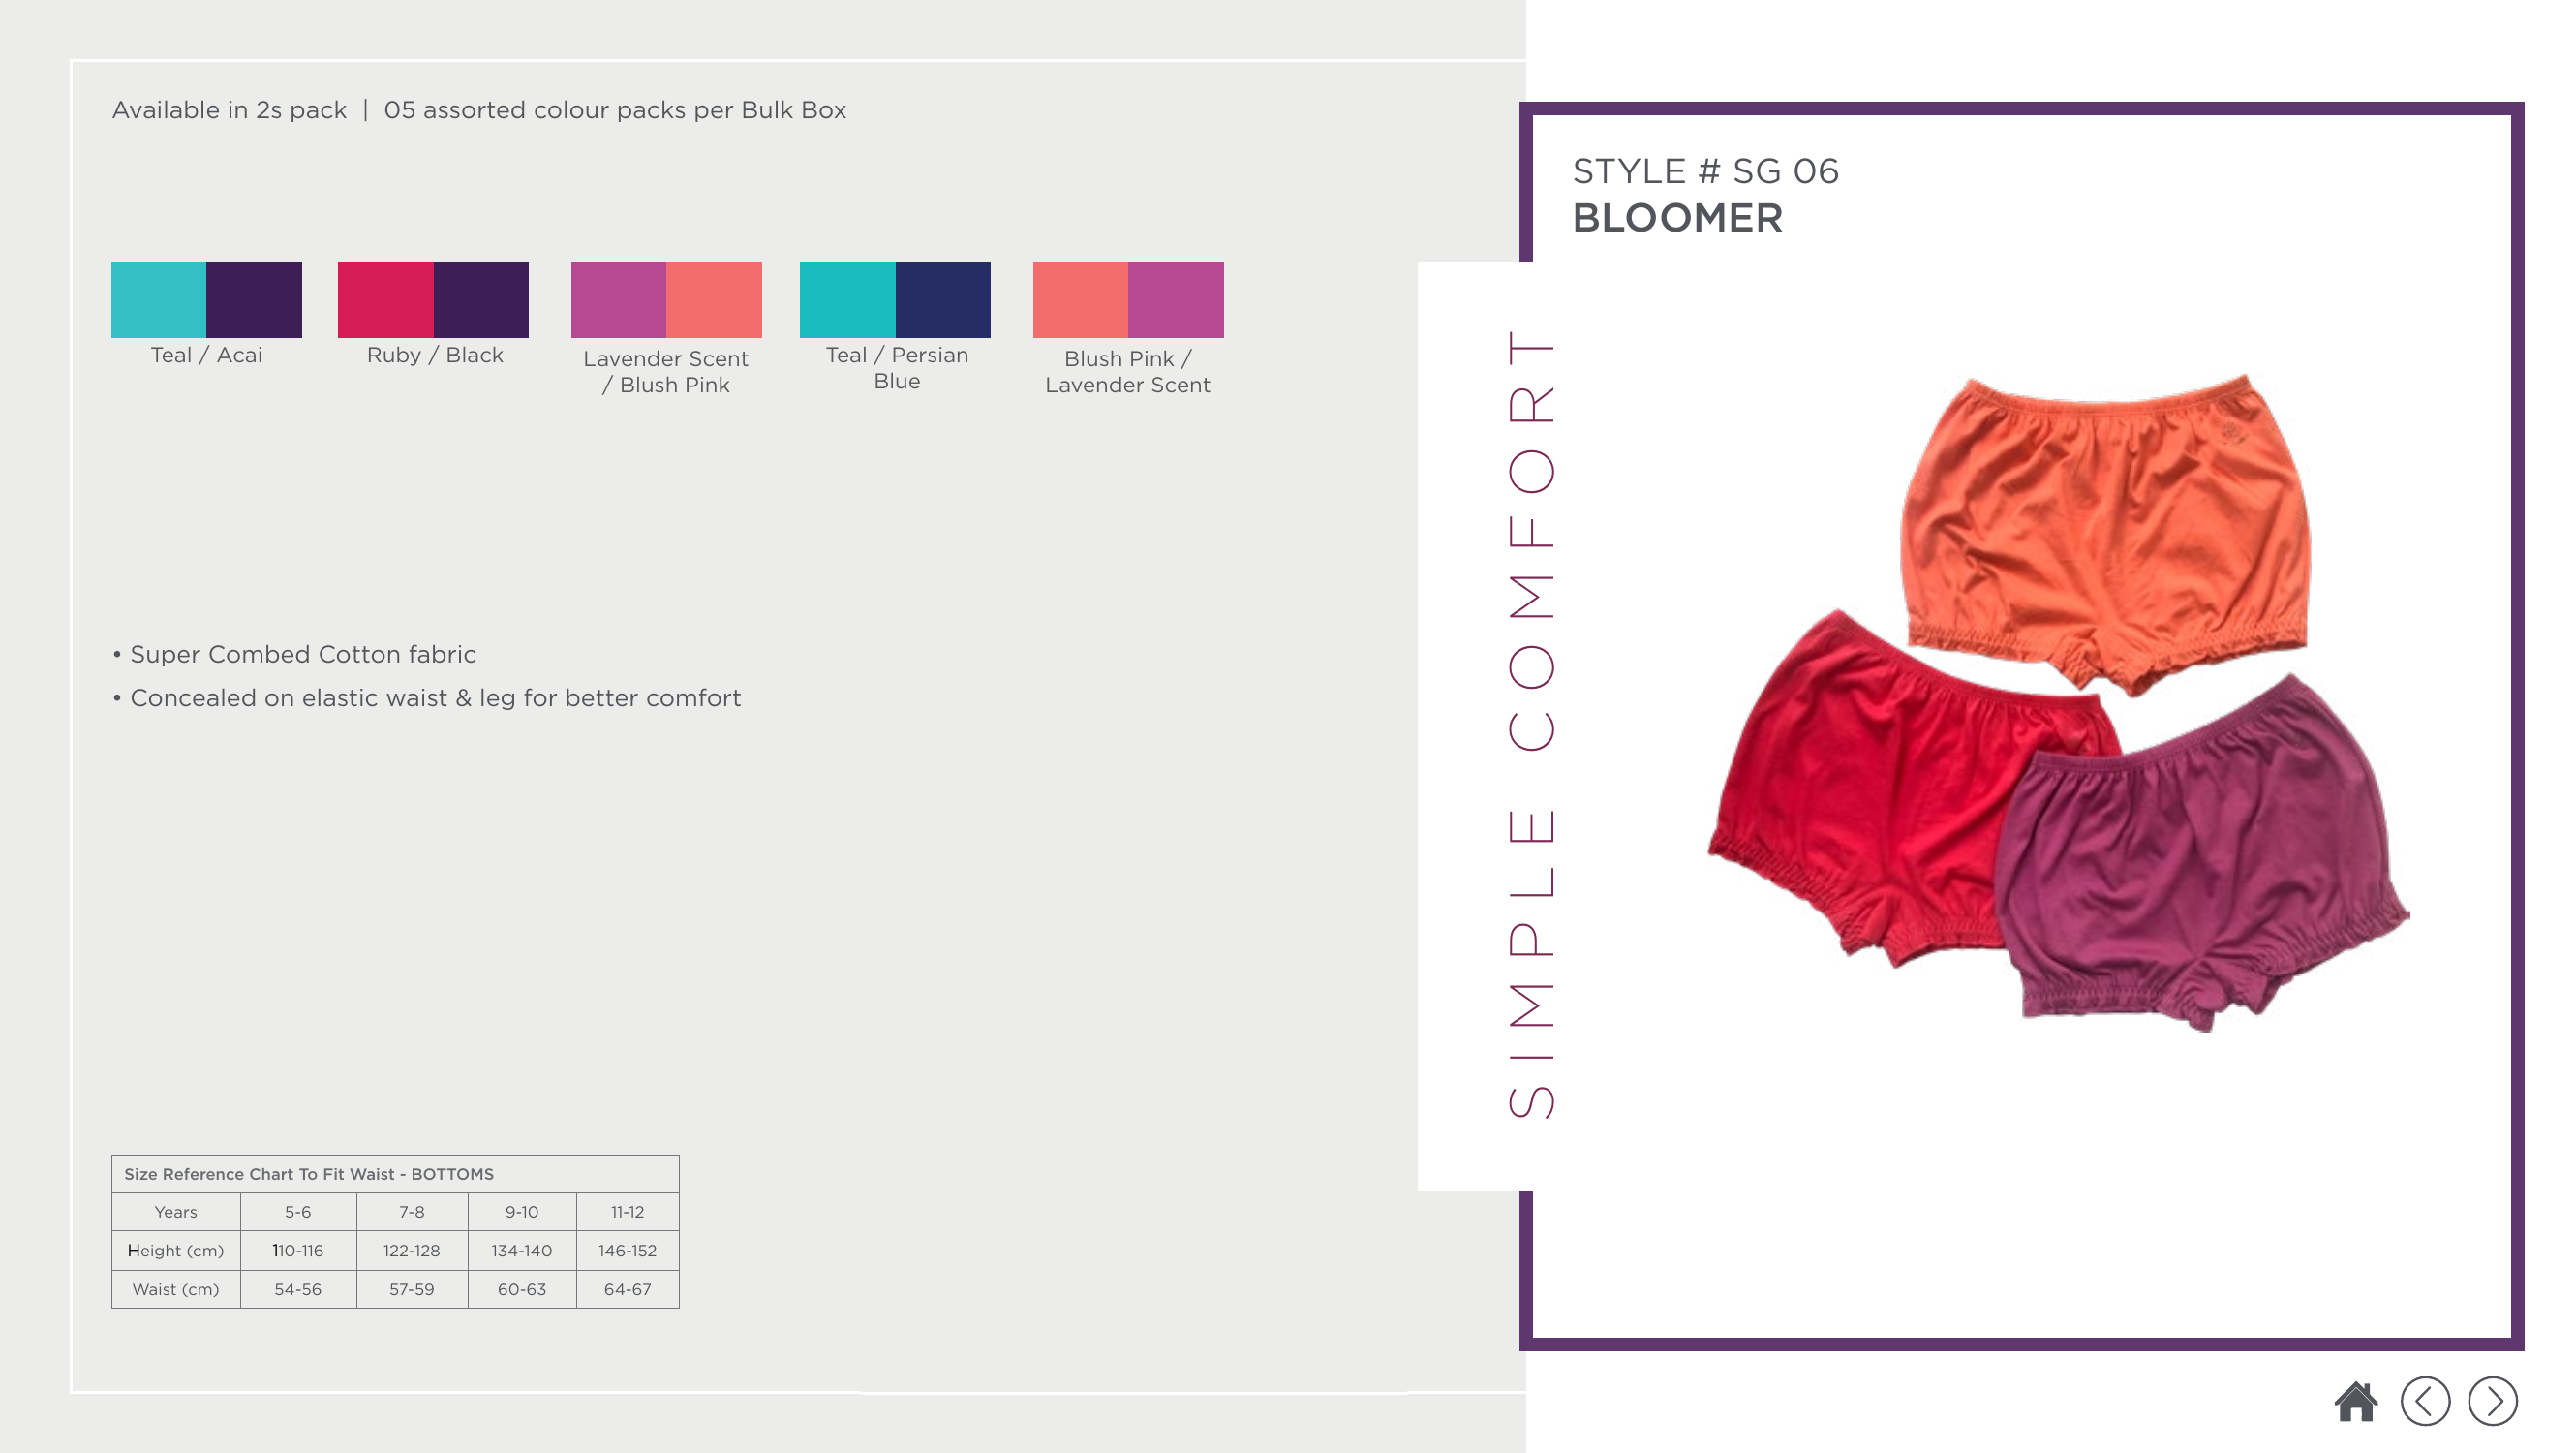 Available in 2s pack | 05 assorted colour packs per Bulk Box
Teal / Acai
Ruby / Black
Lavender Scent
/ Blush Pink
Teal / Persian
Blue
Blush Pink /
Lavender Scent
• Super Combed Cotton fabric
• Concealed on elastic waist & leg for better comfort
Size Reference Chart To Fit Waist - BOTTOMS
Years 5-6 7-8 9-10 11-12
Height (cm) 110-116 122-128 134-140 146-152
Waist (cm) 54-56 57-59 60-63 64-67
STYLE # SG 06
BLOOMER
SIMPLE COMFORT